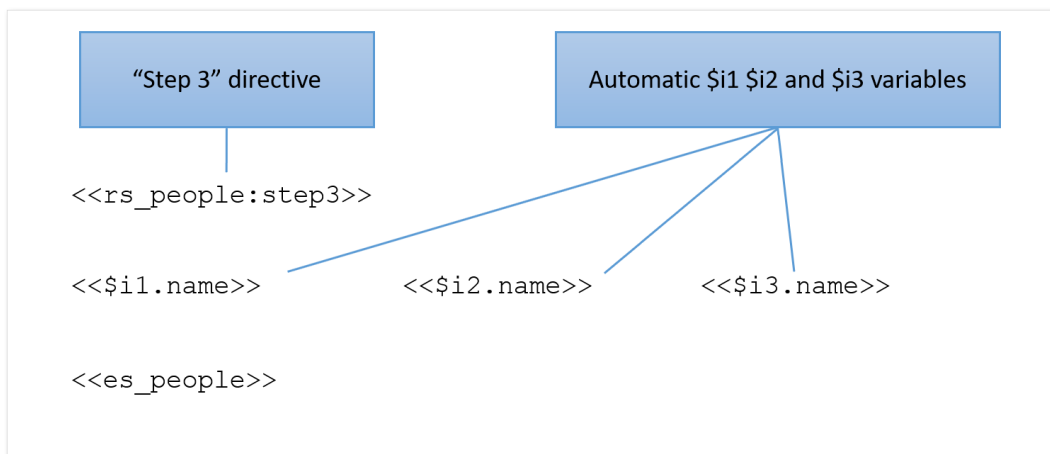 “Step 3” directive
Automatic $i1 $i2 and $i3 variables
<<rs_people:step3>>
<<$i1.name>> <<$i2.name>> <<$i3.name>>
<<es_people>>